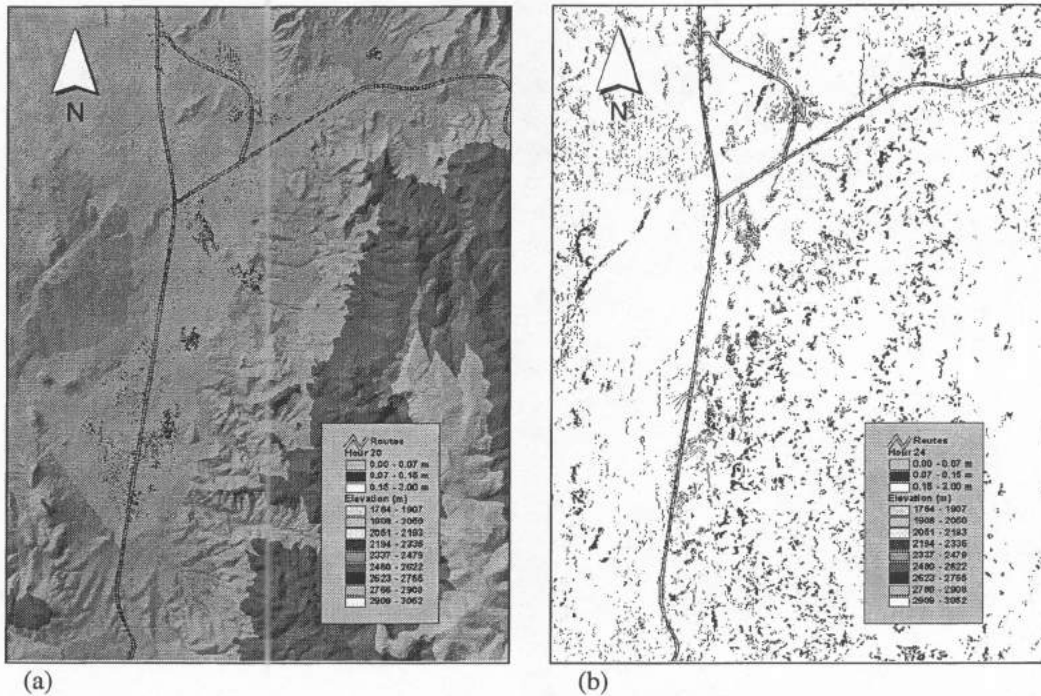 N
Routes
Hour 20
0.00 - 0.07 m
0.07 - 0.15 m
0.15 - 2.00 m
Elevation (m)
1764 - 1907
1908 - 2050
2051 - 2193
2194 - 2336
2337 - 2479
2480 - 2622
2623 - 2765
2766 - 2908
2909 - 3052
(a)
N
Routes
Hour 24
0.00 - 0.07 m
0.07 - 0.15 m
0.15 - 2.00 m
Elevation (m)
1764 - 1907
1908 - 2050
2051 - 2193
2194 - 2336
2337 - 2479
2480 - 2622
2623 - 2765
2766 - 2908
2909 - 3052
(b)